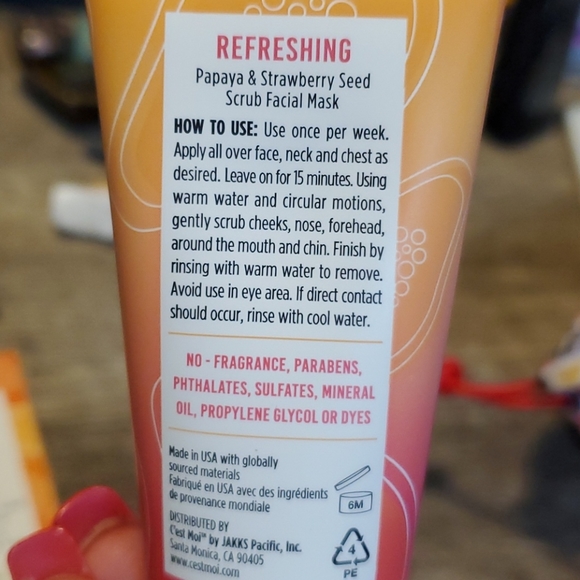 REFRESHING
Papaya & Strawberry Seed
Scrub Facial Mask
HOW TO USE: Use once per week.
Apply all over face, neck and chest as
desired. Leave on for 15 minutes. Using
warm water and circular motions,
gently scrub cheeks, nose, forehead,
around the mouth and chin. Finish by
rinsing with warm water to remove.
Avoid use in eye area. If direct contact
should occur, rinse with cool water.
NO - FRAGRANCE, PARABENS,
PHTHALATES, SULFATES, MINERAL
OIL, PROPYLENE GLYCOL OR DYES
Made in USA with globally
sourced materials
Fabriqué en USA avec des ingrédients
de provenance mondiale
6M
DISTRIBUTED BY
C'est Moi™ by JAKKS Pacific, Inc.
Santa Monica, CA 90405
www.cestmoi.com
4
PE